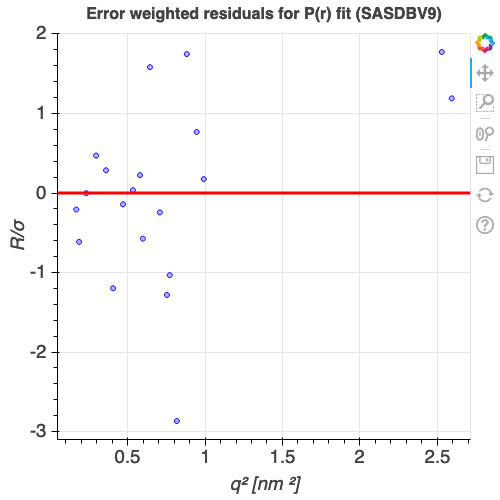 Error weighted residuals for P(r) fit (SASDBV9)
2
1
0
-1
-2
-3
R/σ
0.5 1 1.5 2 2.5
q² [nm ²]